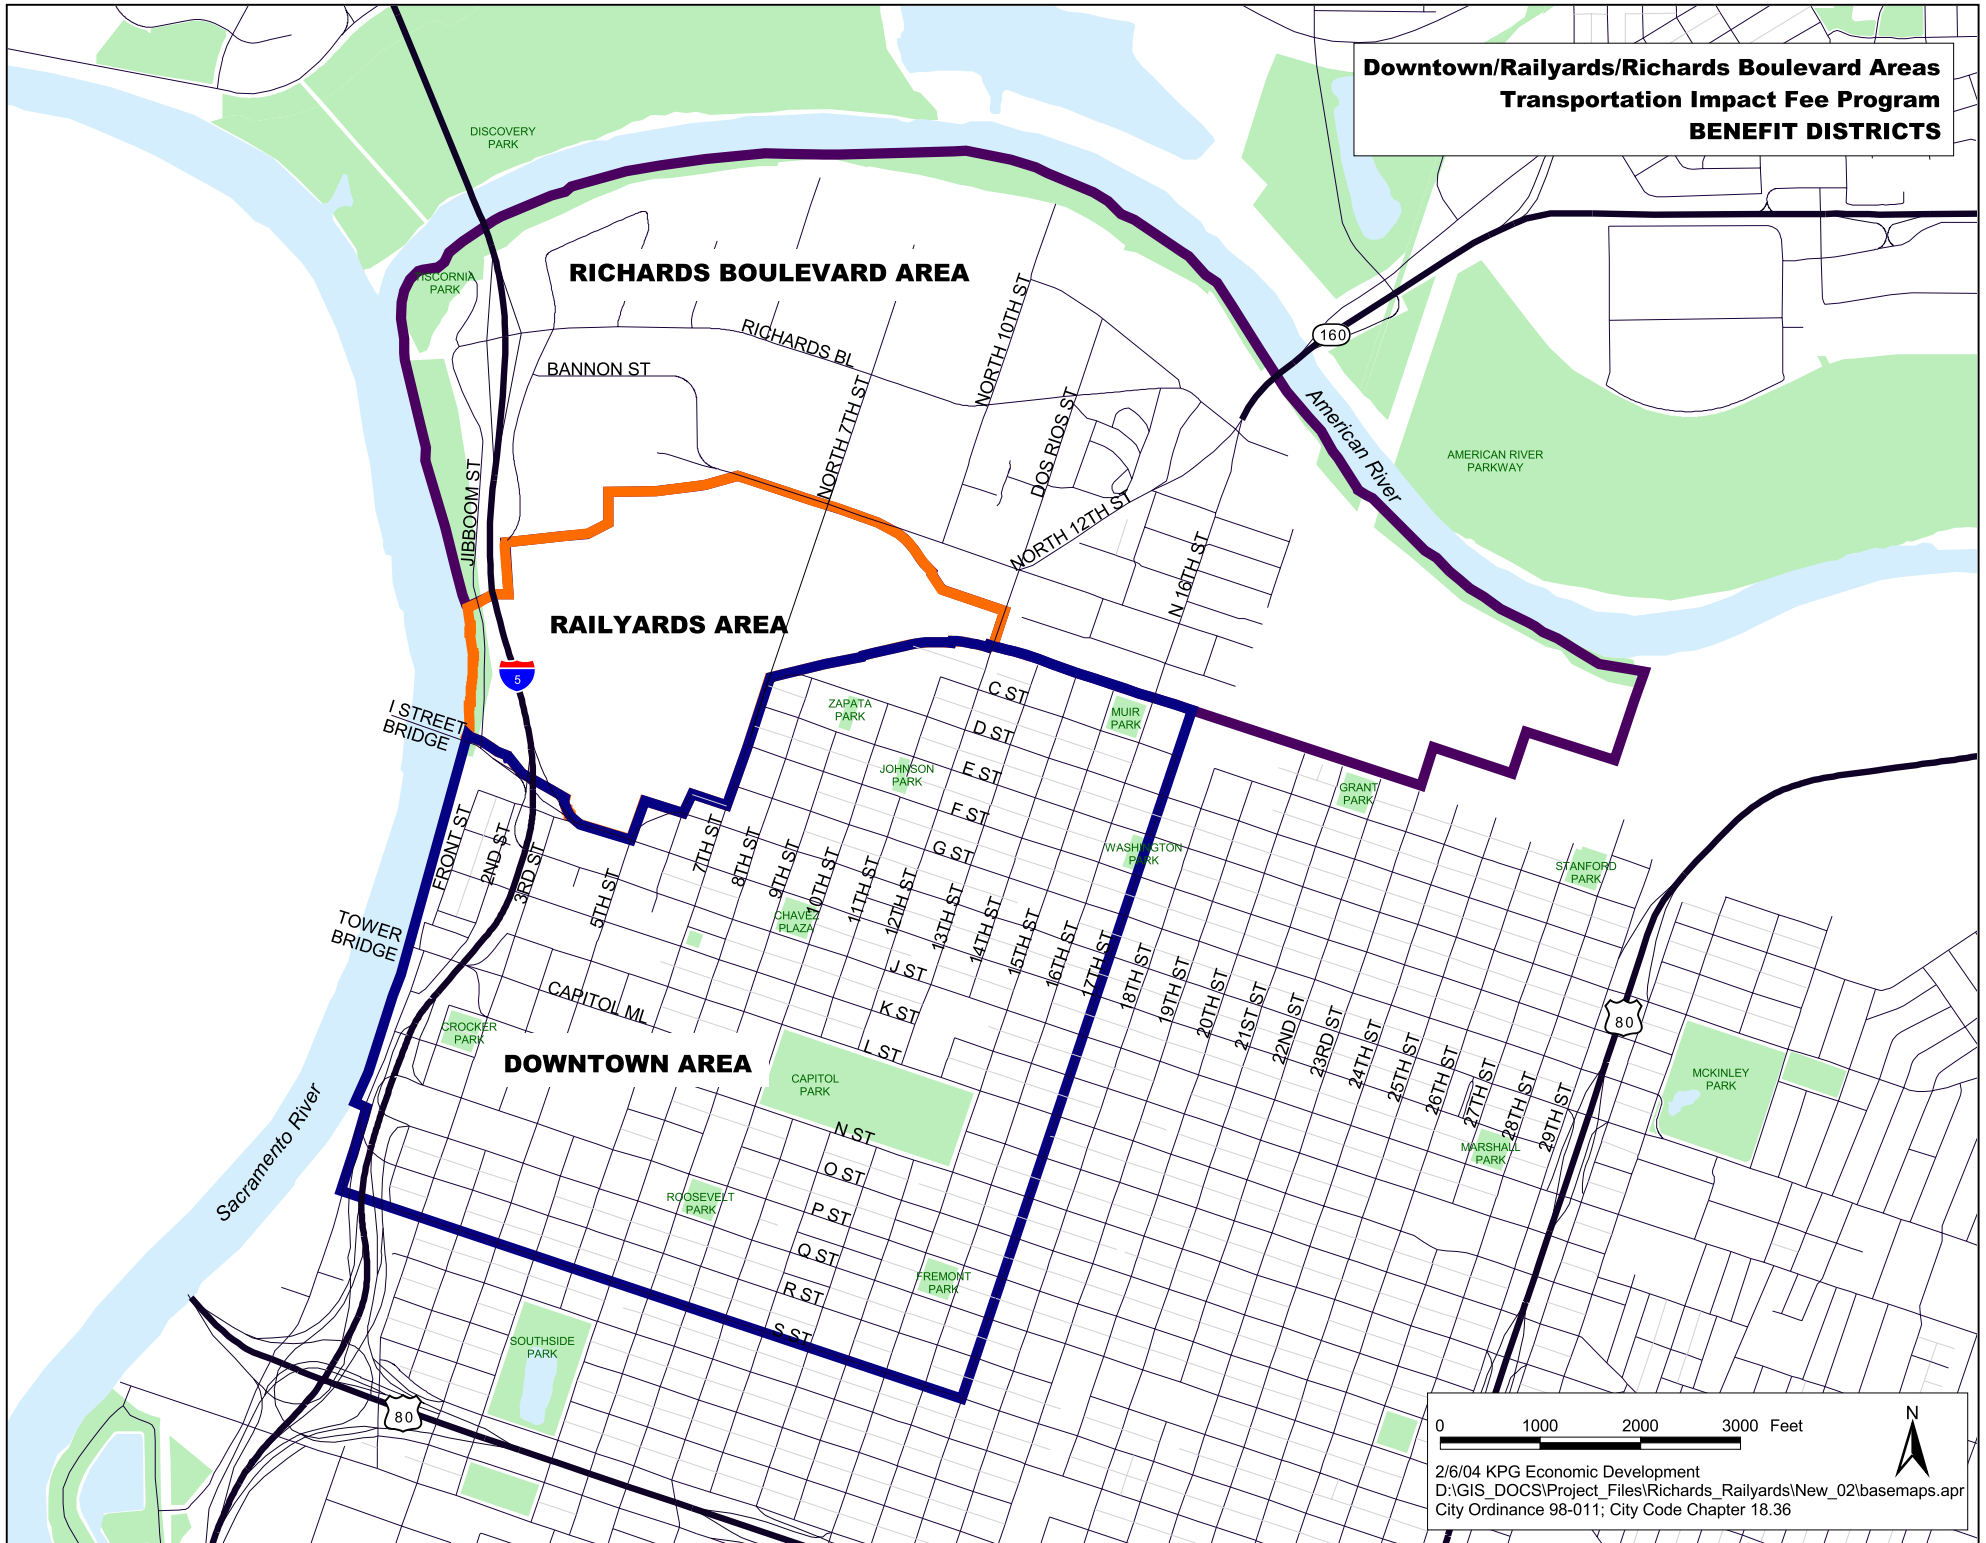 Downtown/Railyards/Richards Boulevard Areas
Transportation Impact Fee Program
BENEFIT DISTRICTS
DISCOVERY
PARK
VISCORNIA
PARK
RICHARDS BOULEVARD AREA
RICHARDS BL
BANNON ST
NORTH 7TH ST
NORTH 10TH ST
DOS RIOS ST
NORTH 12TH ST
N 16TH ST
JIBBOOM ST
160
American River
AMERICAN RIVER
PARKWAY
RAILYARDS AREA
5
I STREET
BRIDGE
ZAPATA
PARK
JOHNSON
PARK
MUIR
PARK
GRANT
PARK
WASHINGTON
PARK
STANFORD
PARK
C ST
D ST
E ST
F ST
G ST
J ST
K ST
L ST
N ST
O ST
P ST
Q ST
R ST
S ST
FRONT ST
2ND ST
3RD ST
5TH ST
7TH ST
8TH ST
9TH ST
10TH ST
11TH ST
12TH ST
13TH ST
14TH ST
15TH ST
16TH ST
17TH ST
18TH ST
19TH ST
20TH ST
21ST ST
22ND ST
23RD ST
24TH ST
25TH ST
26TH ST
27TH ST
28TH ST
29TH ST
CHAVEZ
PLAZA
TOWER
BRIDGE
CAPITOL ML
CROCKER
PARK
DOWNTOWN AREA
CAPITOL
PARK
80
MCKINLEY
PARK
MARSHALL
PARK
ROOSEVELT
PARK
FREMONT
PARK
SOUTHSIDE
PARK
Sacramento River
80
0 1000 2000 3000 Feet
N
2/6/04 KPG Economic Development
D:\GIS_DOCS\Project_Files\Richards_Railyards\New_02\basemaps.apr
City Ordinance 98-011; City Code Chapter 18.36